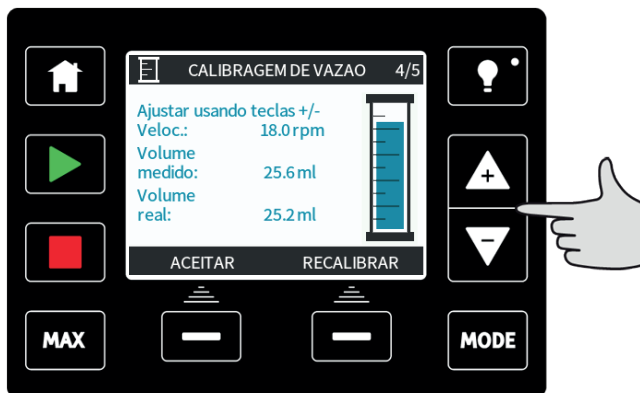 CALIBRAGEM DE VAZAO 4/5
Ajustar usando teclas +/-
Veloc.: 18.0 rpm
Volume
medido: 25.6 ml
Volume
real: 25.2 ml
ACEITAR RECALIBRAR
+
-
MAX
MODE